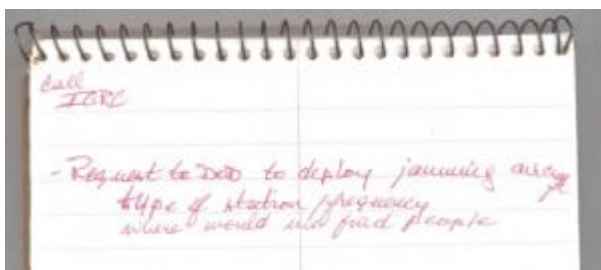 Call
ICRC
- Request to DOD to deploy jamming aircraft
type of station / frequency
where would we find people